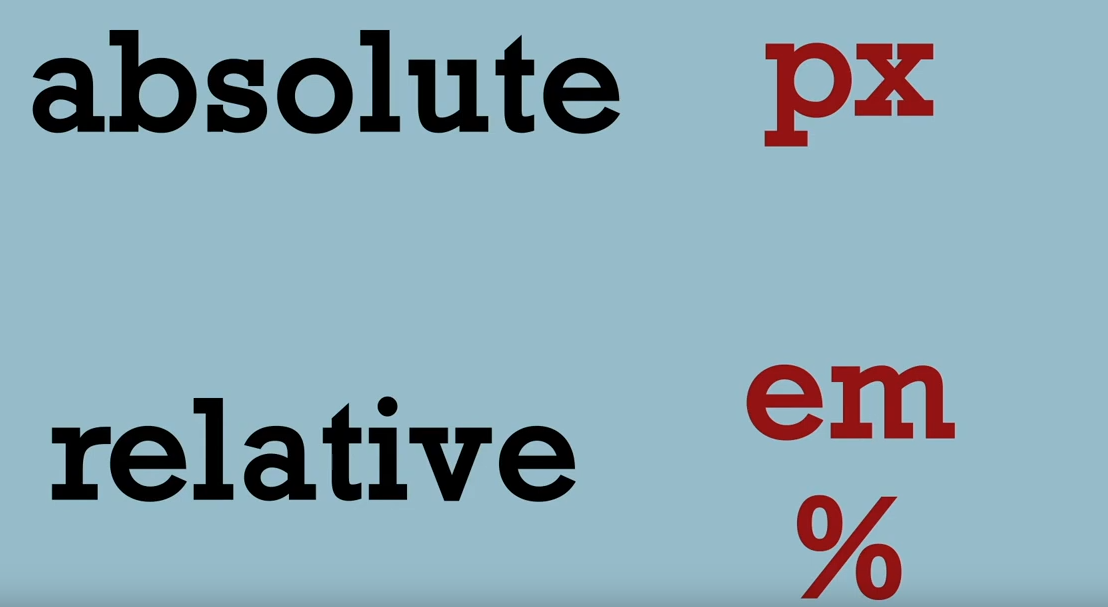 absolute px
relative em
%